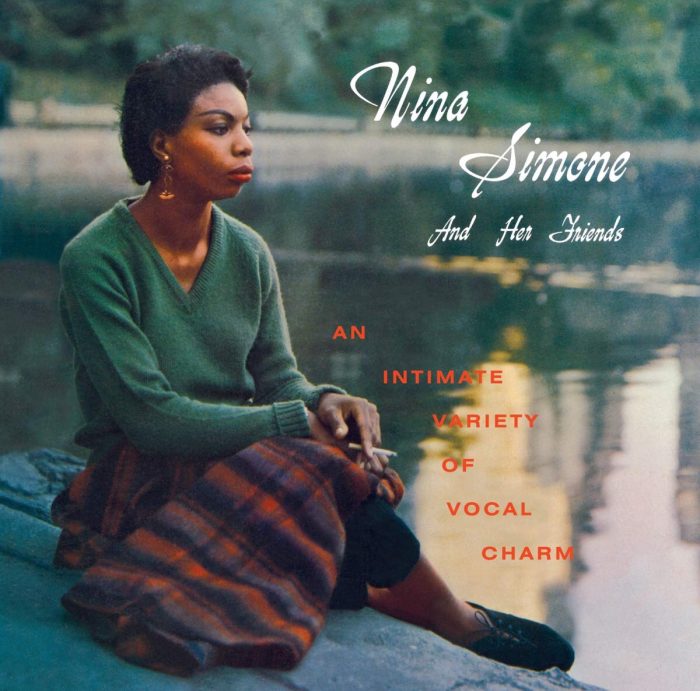 Nina
Simone
And Her Friends
AN
INTIMATE
VARIETY
OF
VOCAL
CHARM